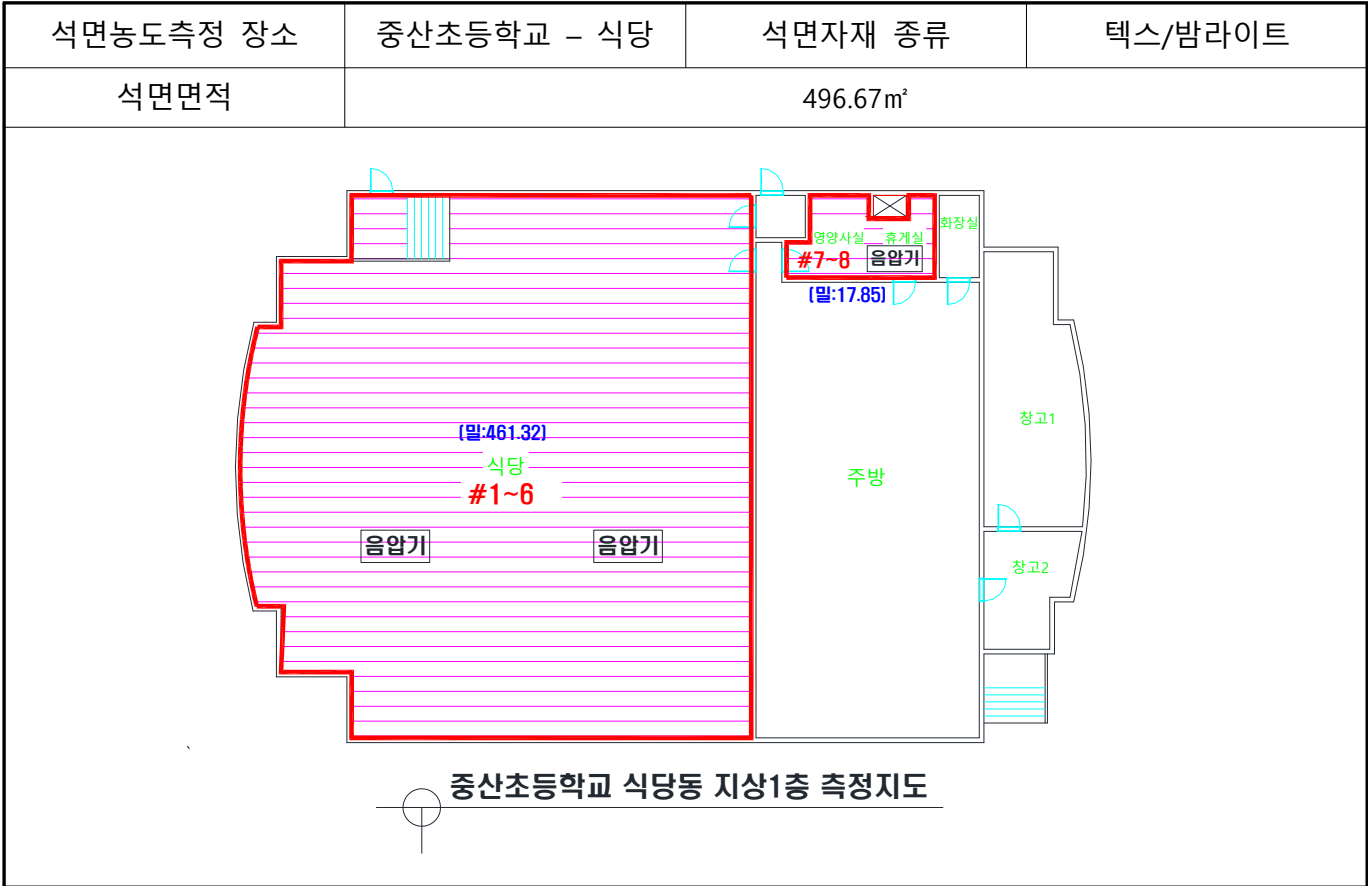 석면농도측정 장소 중산초등학교 – 식당 석면자재 종류 텍스/밤라이트
석면면적 496.67㎡
화장실
영양사실 휴게실
#7~8 음압기
(밀:17.85)
창고1
(밀:461.32)
식당
주방
#1~6
음압기 음압기
창고2
중산초등학교 식당동 지상1층 측정지도